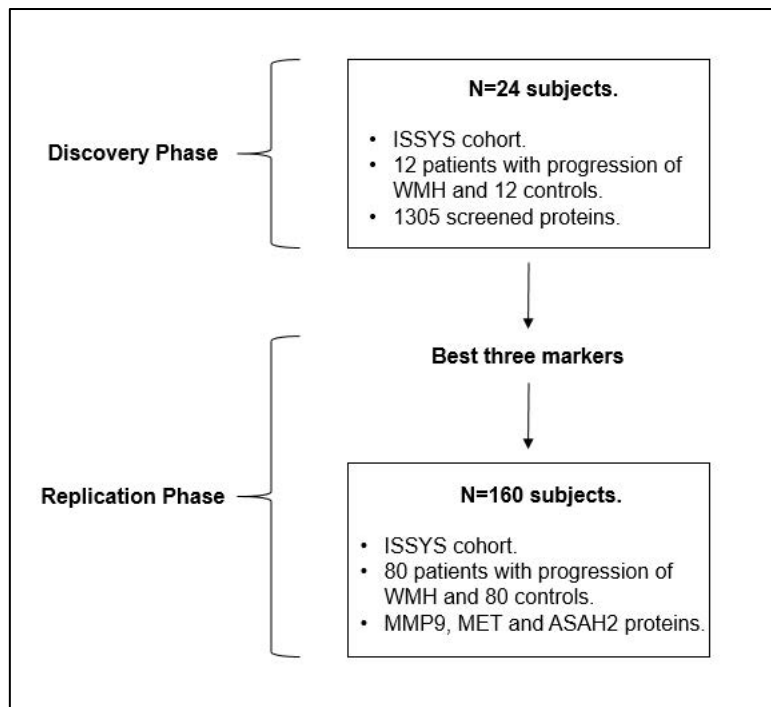 N=24 subjects.
Discovery Phase
• ISSYS cohort.
• 12 patients with progression of
WMH and 12 controls.
• 1305 screened proteins.
Best three markers
Replication Phase
N=160 subjects.
• ISSYS cohort.
• 80 patients with progression of
WMH and 80 controls.
• MMP9, MET and ASAH2 proteins.